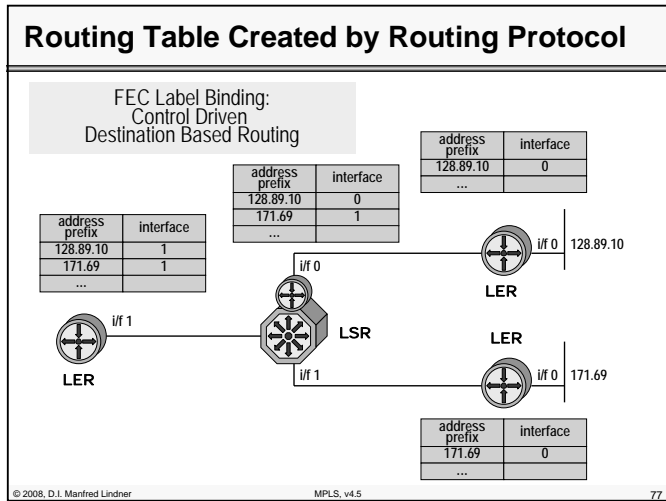 Routing Table Created by Routing Protocol
FEC Label Binding:
Control Driven
Destination Based Routing
address prefix interface
128.89.10 0
...
address prefix interface
128.89.10 0
171.69 1
...
address prefix interface
128.89.10 1
171.69 1
...
i/f 0
i/f 0
128.89.10
LER
i/f 1
LSR
LER
LER
i/f 1
i/f 0
171.69
address prefix interface
171.69 0
...
© 2008, D.I. Manfred Lindner
MPLS, v4.5
77